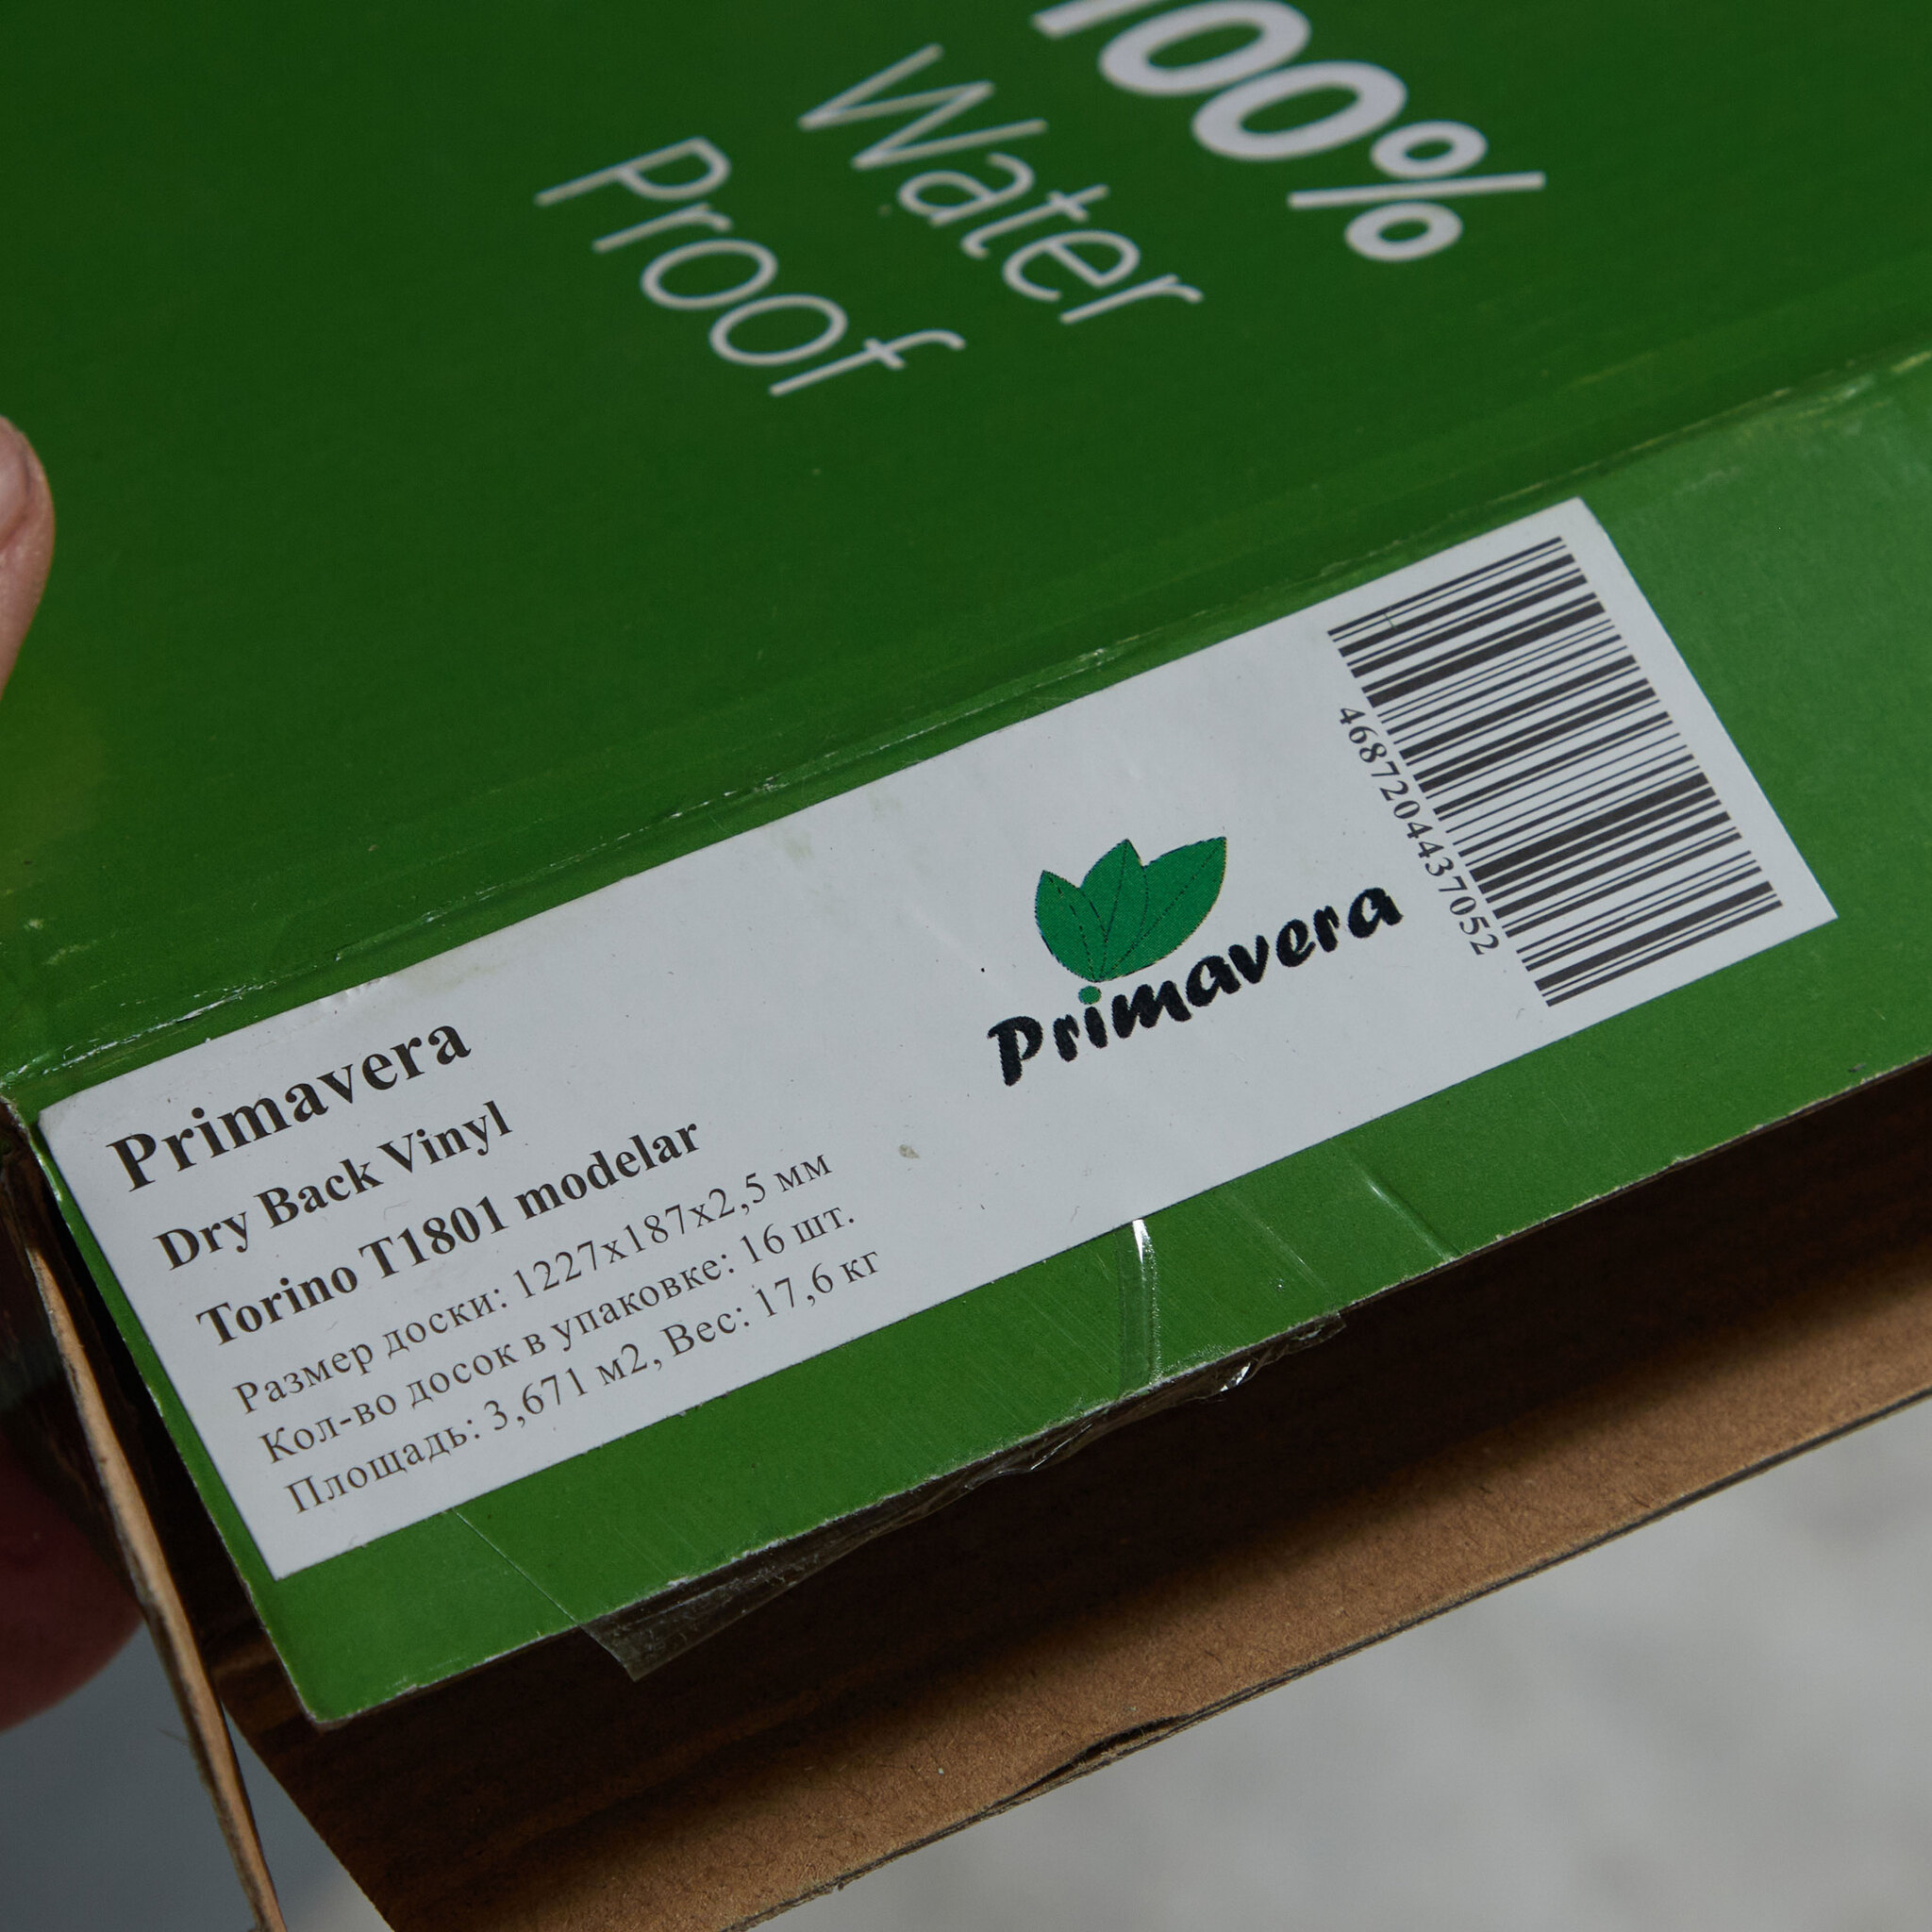 100%
Water
Proof
Primavera
Dry Back Vinyl
Torino T1801 modelar
Размер доски: 1227x187x2,5 мм
Кол-во досок в упаковке: 16 шт.
Площадь: 3,671 м2, Вес: 17,6 кг
Primavera
4687204437052